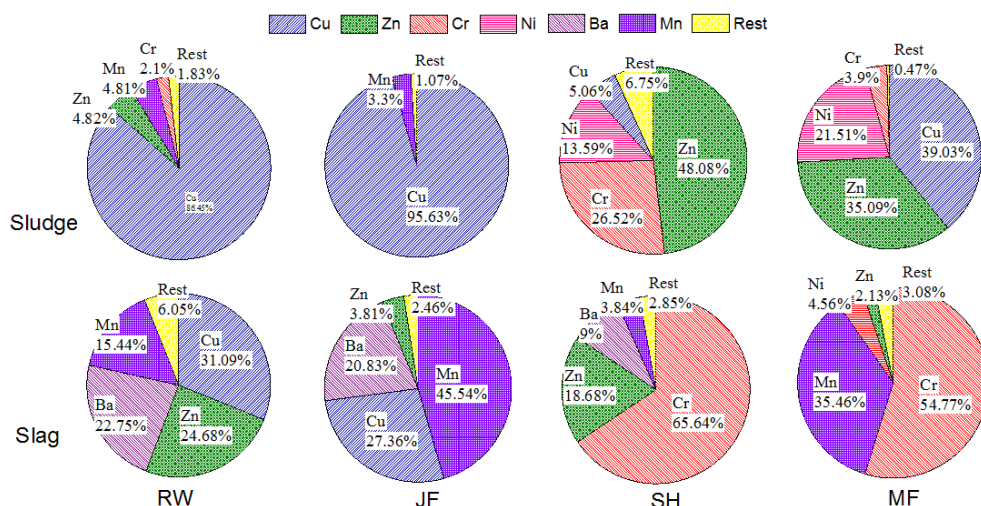 Cu Zn Cr Ni Ba Mn Rest
Sludge
Cu
86.45%
Zn
4.82%
Mn
4.81%
Cr
2.1%
Rest
1.83%
Cu
95.63%
Mn
3.3%
Rest
1.07%
Zn
48.08%
Cr
26.52%
Ni
13.59%
Cu
5.06%
Rest
6.75%
Cu
39.03%
Zn
35.09%
Ni
21.51%
Cr
3.9%
Rest
0.47%
Slag
Cu
31.09%
Zn
24.68%
Ba
22.75%
Mn
15.44%
Rest
6.05%
Mn
45.54%
Cu
27.36%
Ba
20.83%
Zn
3.81%
Rest
2.46%
Cr
65.64%
Zn
18.68%
Ba
9%
Mn
3.84%
Rest
2.85%
Cr
54.77%
Mn
35.46%
Ni
4.56%
Zn
2.13%
Rest
3.08%
RW JF SH MF